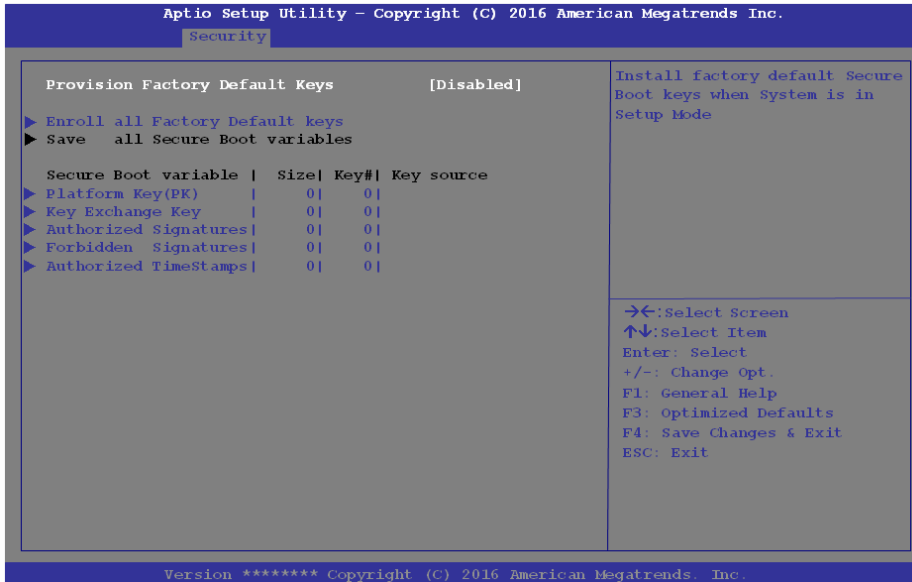 Aptio Setup Utility – Copyright (C) 2016 American Megatrends Inc.
Security
Provision Factory Default Keys [Disabled]
▶ Enroll all Factory Default keys
▶ Save all Secure Boot variables
Secure Boot variable | Size| Key#| Key source
▶ Platform Key(PK) | 0| 0|
▶ Key Exchange Key | 0| 0|
▶ Authorized Signatures| 0| 0|
▶ Forbidden Signatures| 0| 0|
▶ Authorized TimeStamps| 0| 0|
Install factory default Secure
Boot keys when System is in
Setup Mode
→←:Select Screen
↑↓:Select Item
Enter: Select
+/-: Change Opt.
F1: General Help
F3: Optimized Defaults
F4: Save Changes & Exit
ESC: Exit
Version ******** Copyright (C) 2016 American Megatrends. Inc.